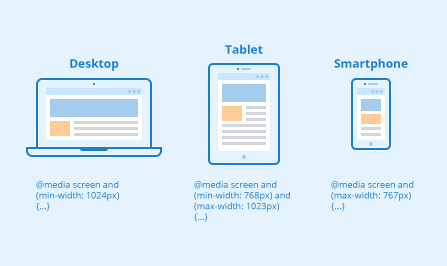 Desktop
Tablet
Smartphone
@media screen and
(min-width: 1024px)
{...}
@media screen and
(min-width: 768px) and
(max-width: 1023px)
{...}
@media screen and
(max-width: 767px)
{...}